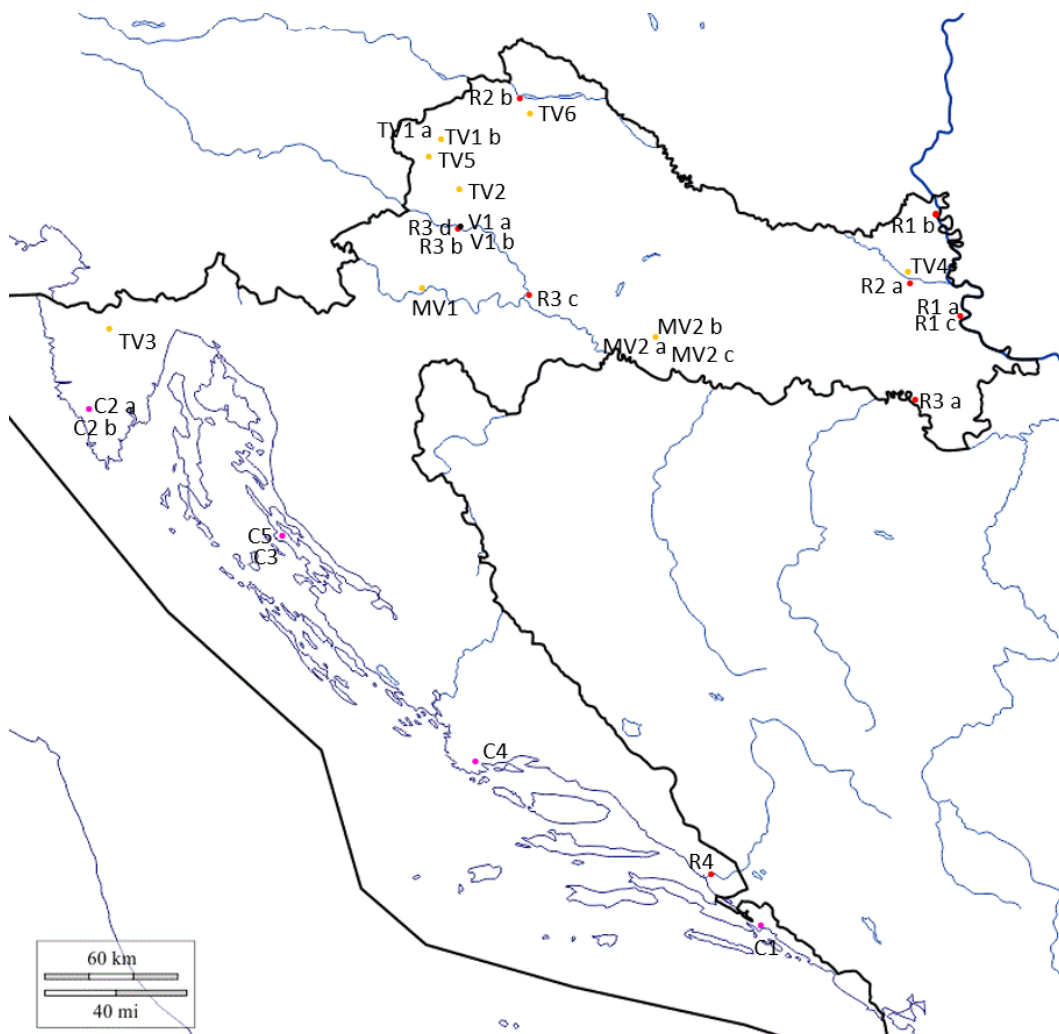 R2 b
TV6
TV1 a
TV1 b
TV5
TV2
R3 d
V1 a
R3 b
V1 b
R1 b
TV4
R2 a
MV1
R3 c
R1 a
R1 c
MV2 b
MV2 a
MV2 c
TV3
R3 a
C2 a
C2 b
C5
C3
C4
R4
C1
60 km
40 mi